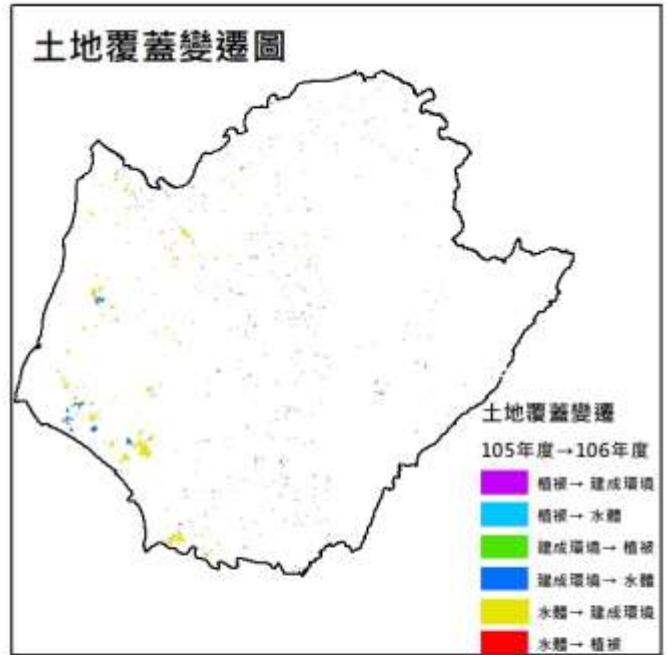 土地覆蓋變遷圖
土地覆蓋變遷
105年度→106年度
植被→ 建成環境
植被→ 水體
建成環境→ 植被
建成環境→ 水體
水體→ 建成環境
水體→ 植被